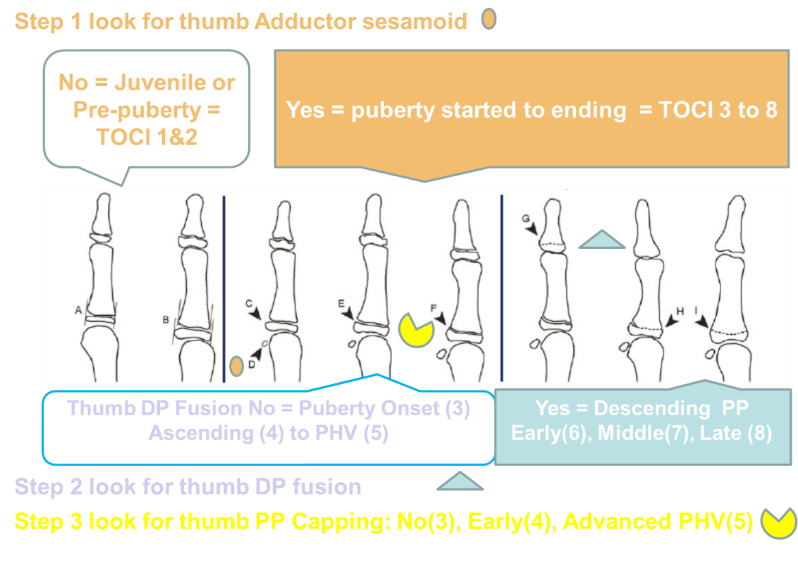 Step 1 look for thumb Adductor sesamoid
No = Juvenile or
Pre-puberty =
TOCI 1&2
Yes = puberty started to ending = TOCI 3 to 8
A
B
C
D
E
F
G
H
I
Thumb DP Fusion No = Puberty Onset (3)
Ascending (4) to PHV (5)
Yes = Descending PP
Early(6), Middle(7), Late (8)
Step 2 look for thumb DP fusion
Step 3 look for thumb PP Capping: No(3), Early(4), Advanced PHV(5)